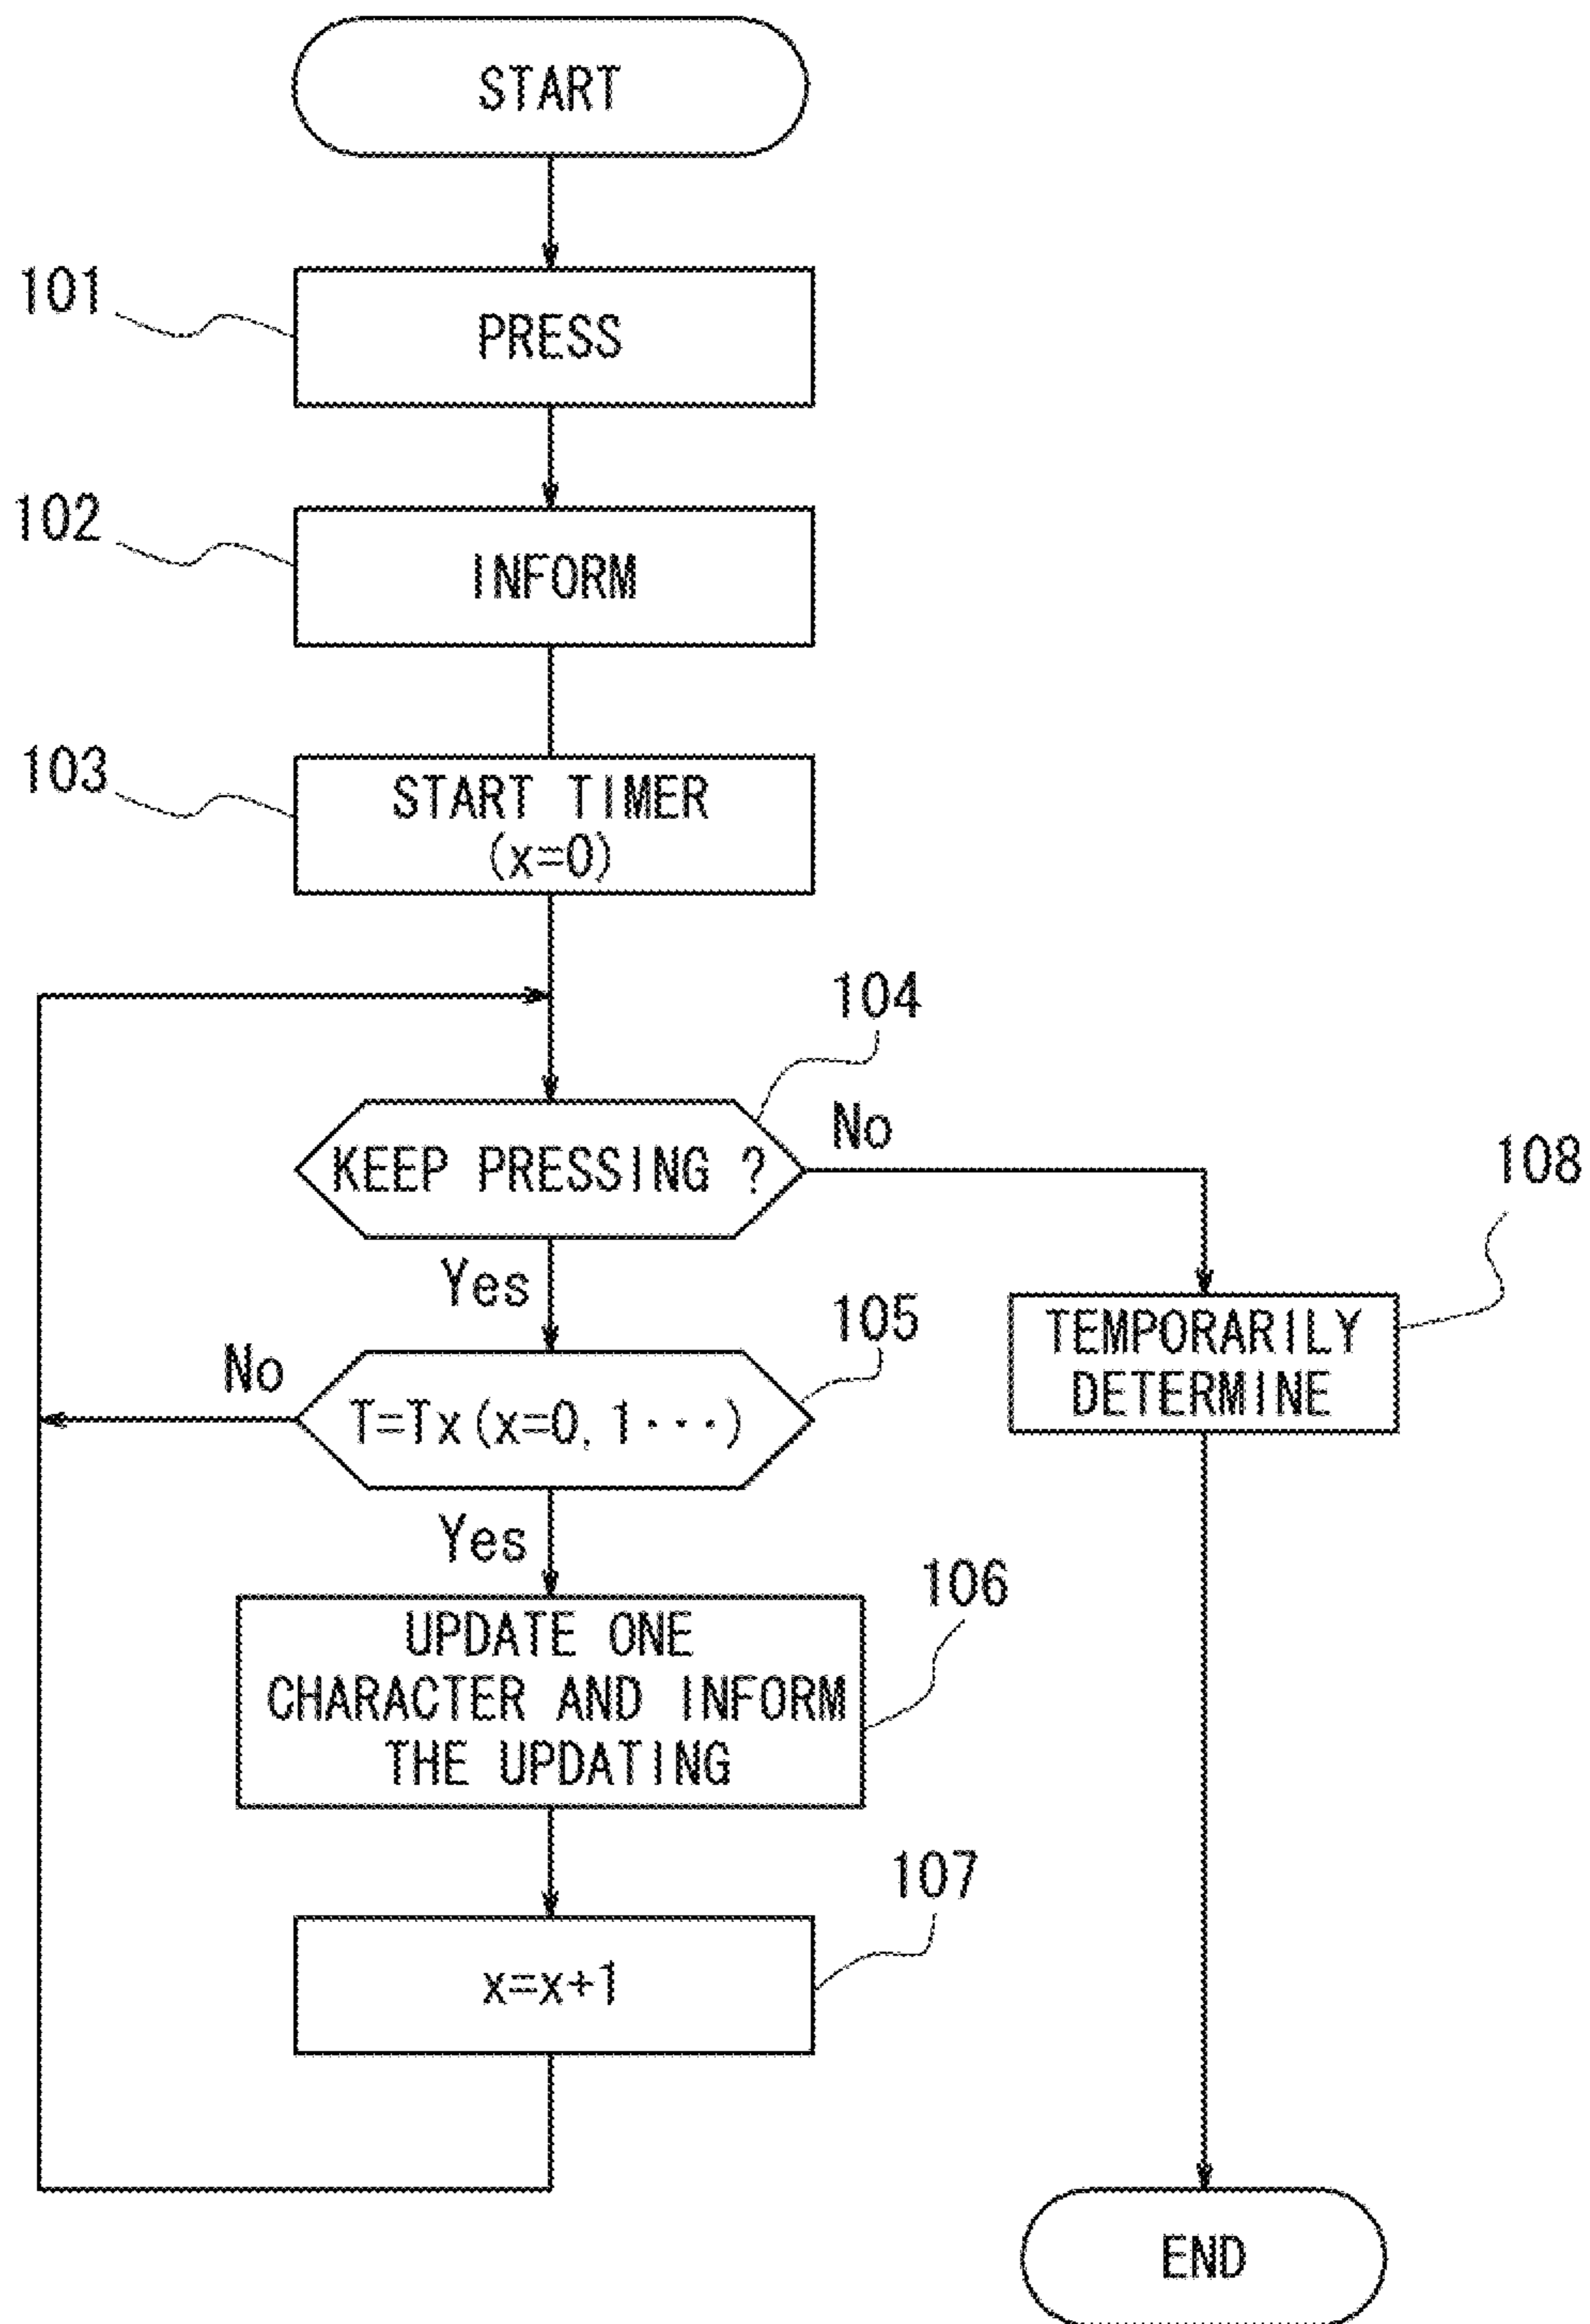 START
101
PRESS
102
INFORM
103
START TIMER
(x=0)
104
KEEP PRESSING ?
No
108
Yes
105
TEMPORARILY
DETERMINE
No
T=Tx(x=0, 1···)
Yes
106
UPDATE ONE
CHARACTER AND INFORM
THE UPDATING
107
x=x+1
END